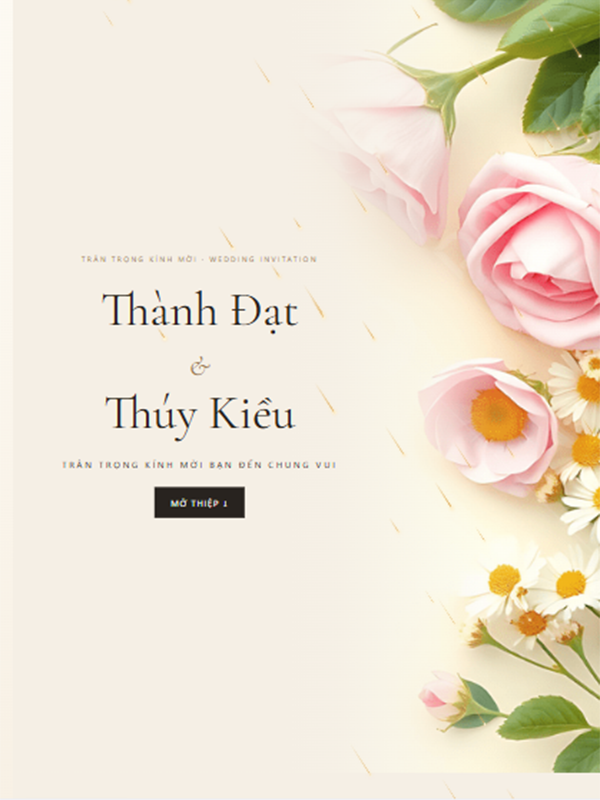 TRÂN TRỌNG KÍNH MỜI - WEDDING INVITATION
Thành Đạt
&
Thúy Kiều
TRÂN TRỌNG KÍNH MỜI BẠN ĐẾN CHUNG VUI
MỞ THIỆP ↓